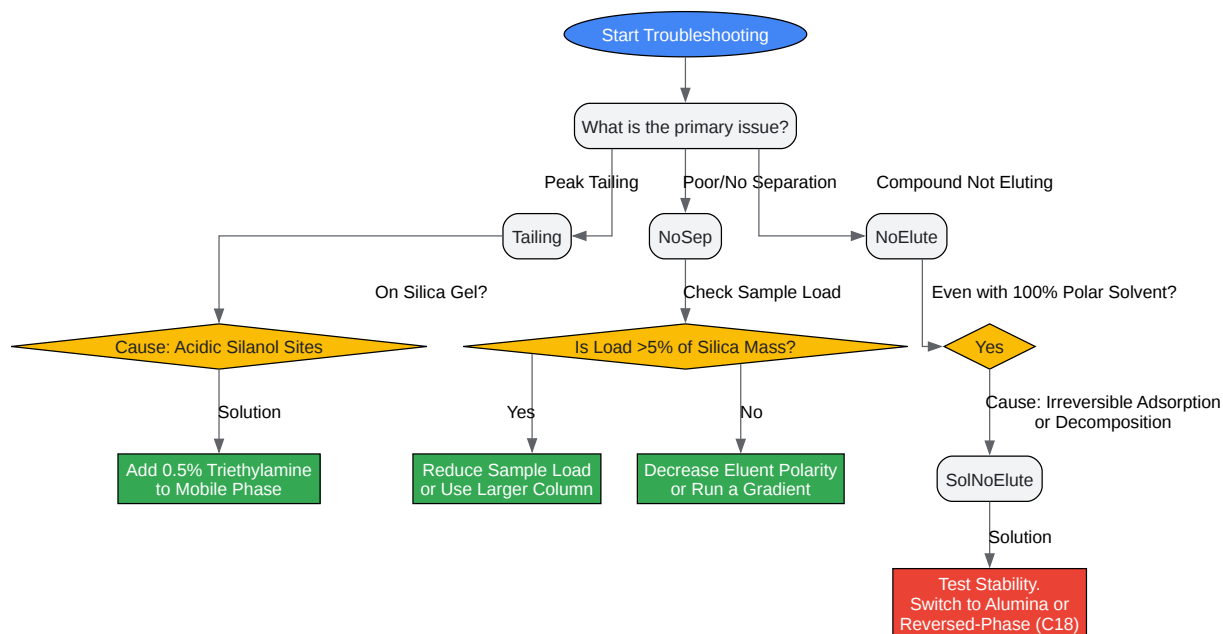 Start Troubleshooting
What is the primary issue?
Peak Tailing
Poor/No Separation
Compound Not Eluting
Tailing
NoSep
NoElute
On Silica Gel?
Check Sample Load
Even with 100% Polar Solvent?
Cause: Acidic Silanol Sites
Is Load >5% of Silica Mass?
Yes
Solution
Yes
No
Cause: Irreversible Adsorption
or Decomposition
Add 0.5% Triethylamine
to Mobile Phase
Reduce Sample Load
or Use Larger Column
Decrease Eluent Polarity
or Run a Gradient
SolNoElute
Solution
Test Stability.
Switch to Alumina or
Reversed-Phase (C18)